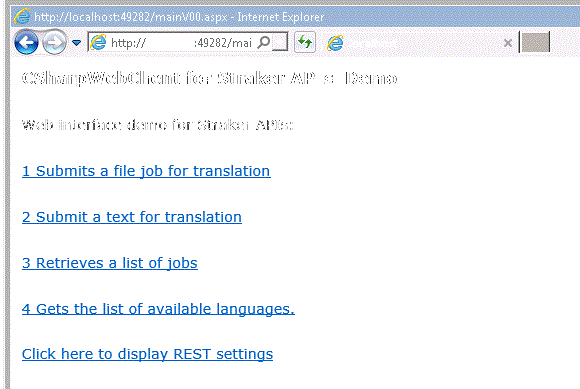 http://localhost:49282/mainV00.aspx - Internet Explorer
http:// :49282/mai
CSharpWebClient for Straker AP s Demo
Web interface demo for Straker APIs:
1 Submits a file job for translation
2 Submit a text for translation
3 Retrieves a list of jobs
4 Gets the list of available languages.
Click here to display REST settings